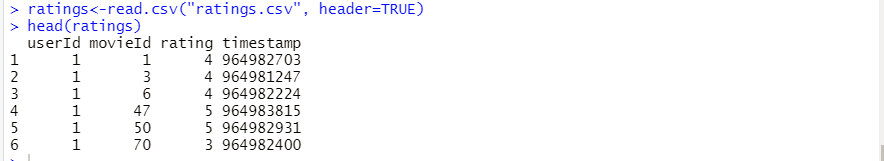 > ratings<-read.csv("ratings.csv", header=TRUE)
> head(ratings)
  userId movieId rating timestamp
1      1       1      4 964982703
2      1       3      4 964981247
3      1       6      4 964982224
4      1      47      5 964983815
5      1      50      5 964982931
6      1      70      3 964982400
>